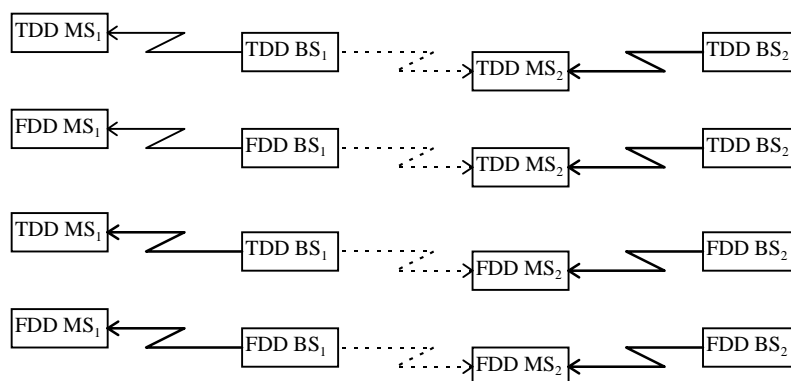 TDD MS₁ TDD BS₁ TDD MS₂ TDD BS₂
FDD MS₁ FDD BS₁ TDD MS₂ TDD BS₂
TDD MS₁ TDD BS₁ FDD MS₂ FDD BS₂
FDD MS₁ FDD BS₁ FDD MS₂ FDD BS₂